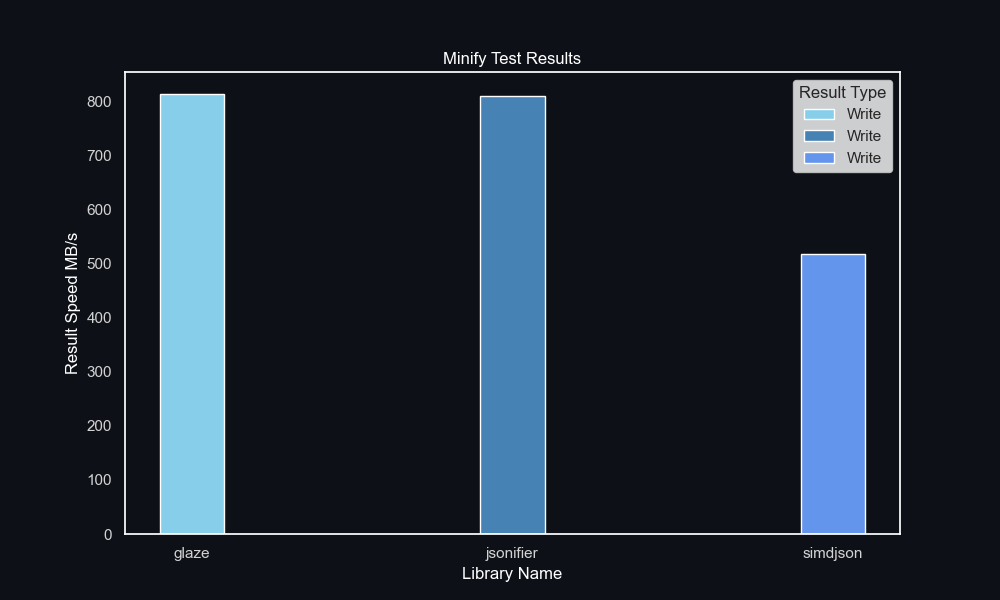 Minify Test Results
Result Type
Write
Write
Write
Result Speed MB/s
800
700
600
500
400
300
200
100
0
glaze
jsonifier
simdjson
Library Name